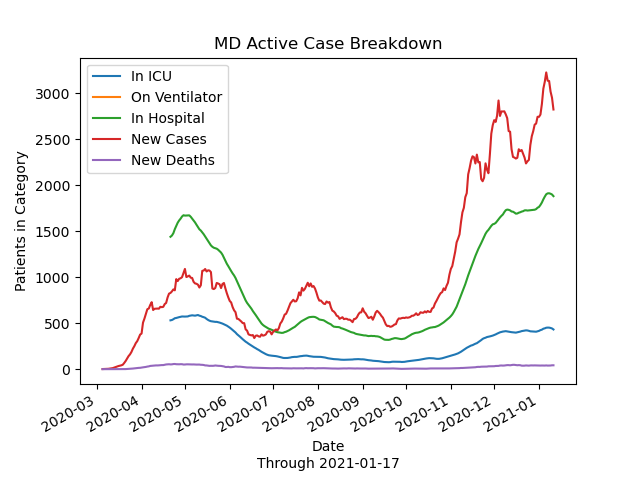 MD Active Case Breakdown
In ICU
On Ventilator
In Hospital
New Cases
New Deaths
Patients in Category
3000
2500
2000
1500
1000
500
0
2020-03
2020-04
2020-05
2020-06
2020-07
2020-08
2020-09
2020-10
2020-11
2020-12
2021-01
Date
Through 2021-01-17